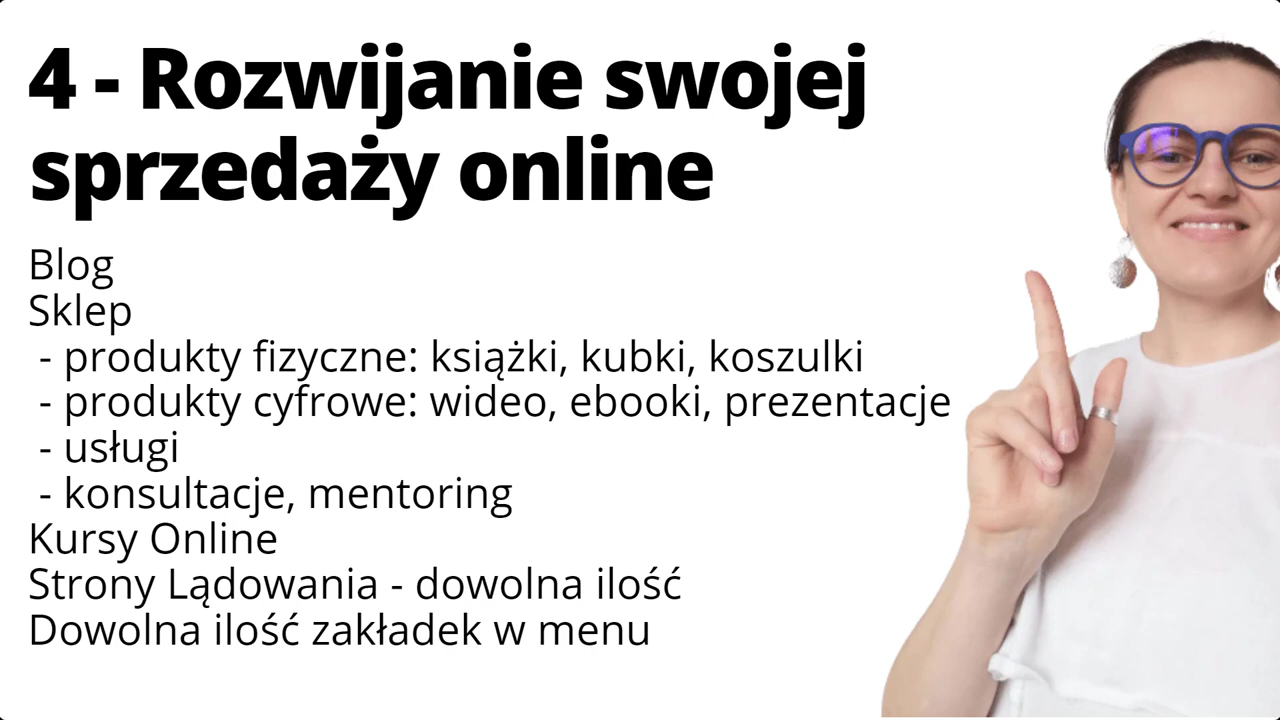 4 - Rozwijanie swojej
sprzedaży online
Blog
Sklep
- produkty fizyczne: książki, kubki, koszulki
- produkty cyfrowe: wideo, ebooki, prezentacje
- usługi
- konsultacje, mentoring
Kursy Online
Strony Lądowania - dowolna ilość
Dowolna ilość zakładek w menu